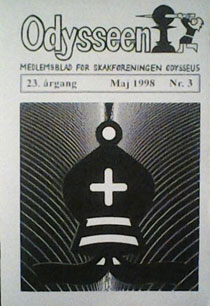 Odysseen
MEDLEMSBLAD FOR SKAKFORENINGEN ODYSSEUS
23. årgang Maj 1998 Nr. 3